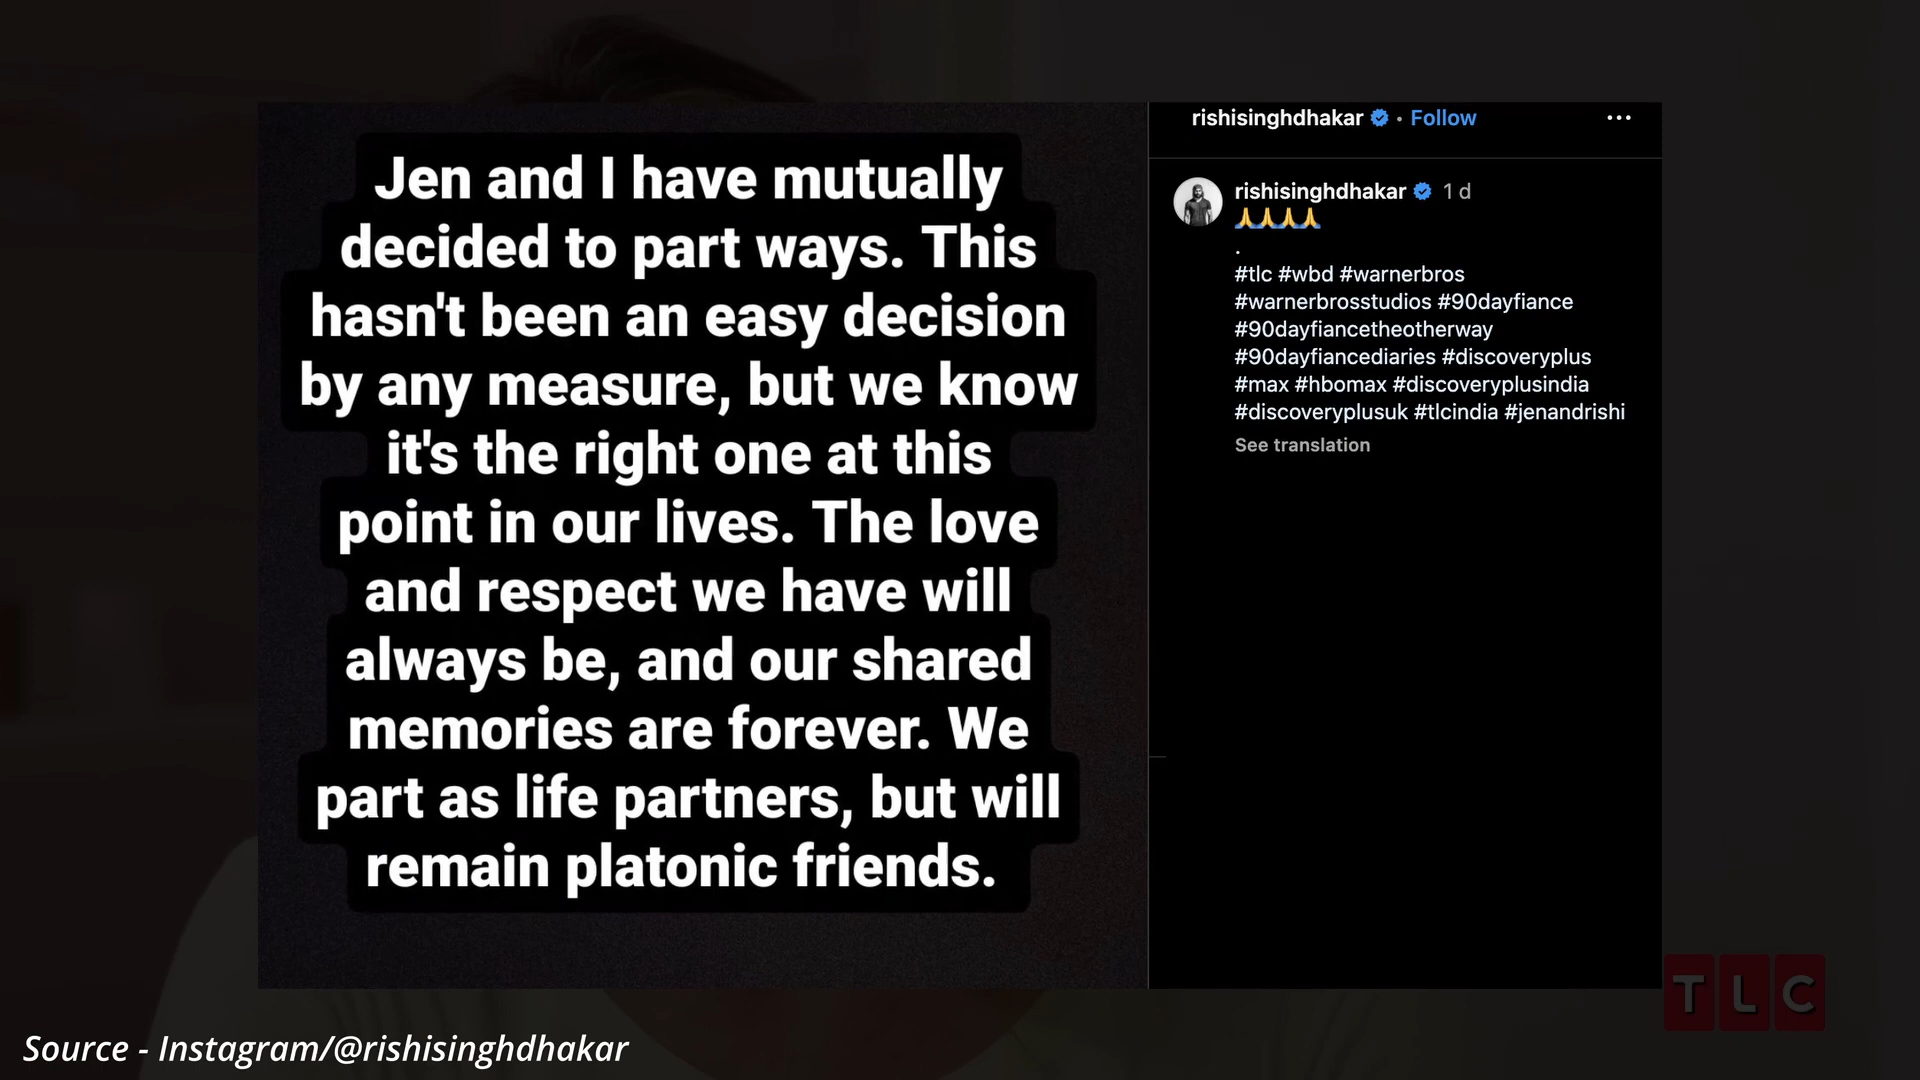 Jen and I have mutually
decided to part ways. This
hasn't been an easy decision
by any measure, but we know
it's the right one at this
point in our lives. The love
and respect we have will
always be, and our shared
memories are forever. We
part as life partners, but will
remain platonic friends.
rishisinghdhakar • Follow
rishisinghdhakar 1 d
🙏🙏🙏🙏
.
#tlc #wbd #warnerbros
#warnerbrosstudios #90dayfiance
#90dayfiancetheotherway
#90dayfiancediaries #discoveryplus
#max #hbomax #discoveryplusindia
#discoveryplusuk #tlcindia #jenandrishi
See translation
TLC
Source - Instagram/@rishisinghdhakar